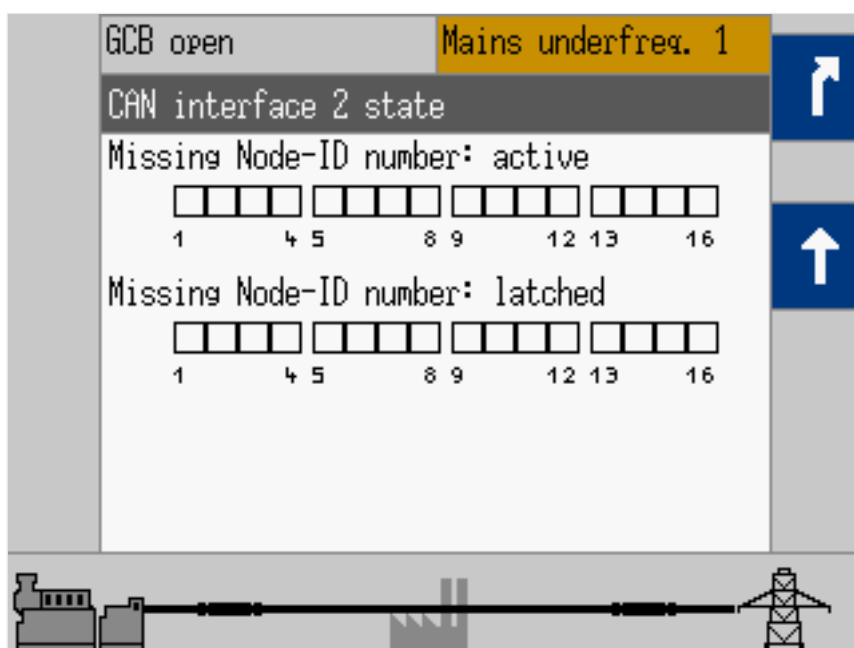 GCB open
Mains underfreq. 1
CAN interface 2 state
Missing Node-ID number: active
1 4 5 8 9 12 13 16
Missing Node-ID number: latched
1 4 5 8 9 12 13 16